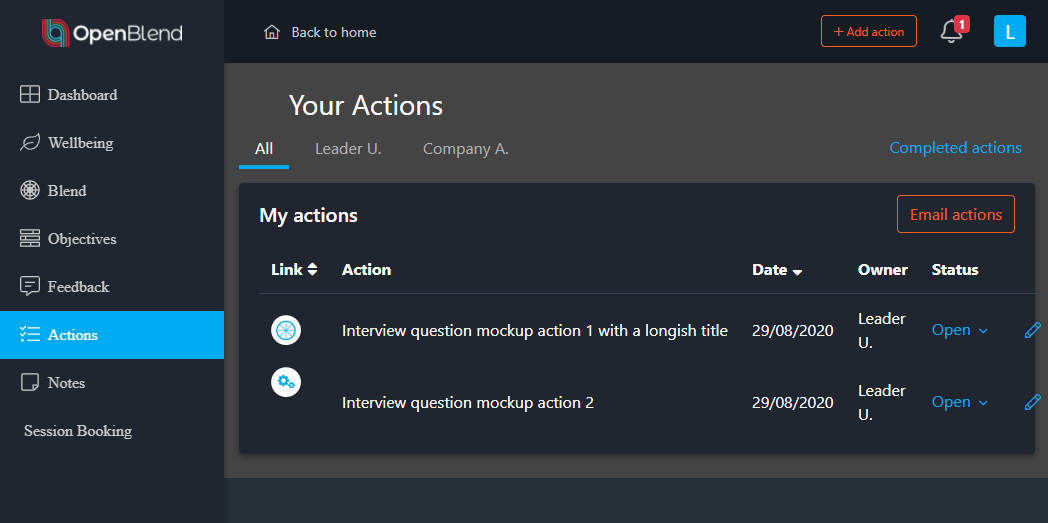 OpenBlend
Back to home
+ Add action
1
L
Dashboard
Wellbeing
Blend
Objectives
Feedback
Actions
Notes
Session Booking
Your Actions
All
Leader U.
Company A.
Completed actions
My actions
Email actions
Link Action Date Owner Status
Interview question mockup action 1 with a longish title 29/08/2020 Leader U. Open
Interview question mockup action 2 29/08/2020 Leader U. Open